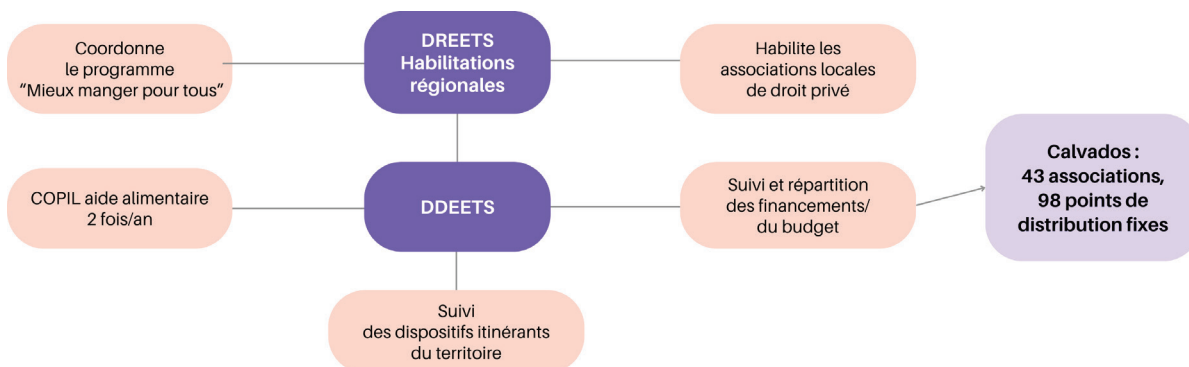 Coordonne
le programme
“Mieux manger pour tous”
DREETS
Habilitations
régionales
Habilite les
associations locales
de droit privé
COPIL aide alimentaire
2 fois/an
DDEETS
Suivi et répartition
des financements/
du budget
Calvados :
43 associations,
98 points de
distribution fixes
Suivi
des dispositifs itinérants
du territoire